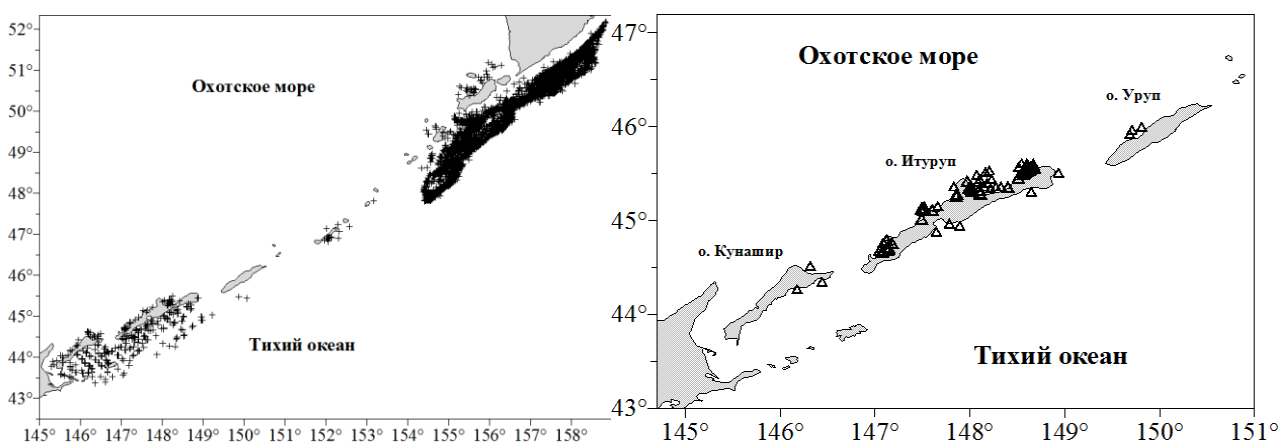 52°
51°
50°
49°
48°
47°
46°
45°
44°
43°
Охотское море
Тихий океан
145° 146° 147° 148° 149° 150° 151° 152° 153° 154° 155° 156° 157° 158°
47°
46°
45°
44°
43°
Охотское море
о. Уруп
о. Итуруп
о. Кунашир
Тихий океан
145° 146° 147° 148° 149° 150° 151°